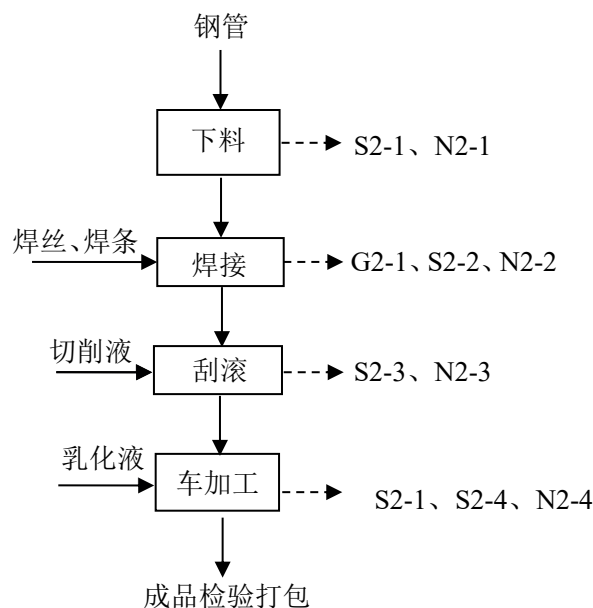 钢管
下料
S2-1、N2-1
焊丝、焊条
焊接
G2-1、S2-2、N2-2
切削液
刮滚
S2-3、N2-3
乳化液
车加工
S2-1、S2-4、N2-4
成品检验打包